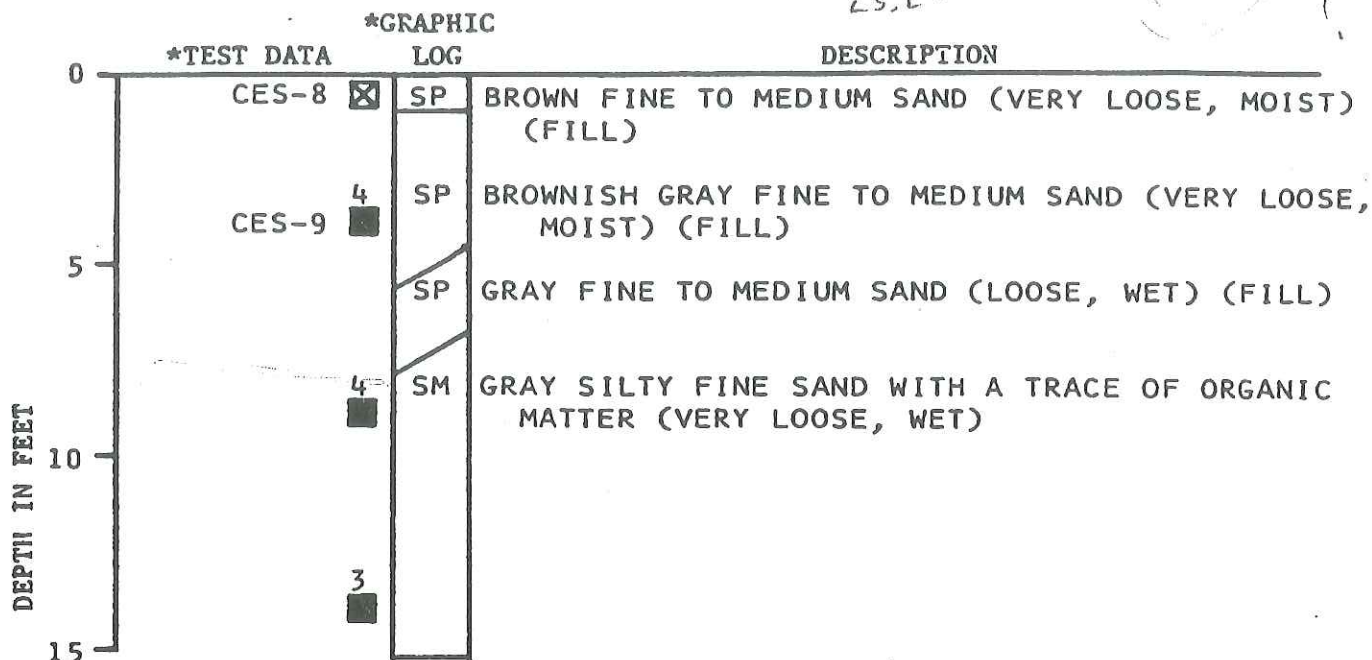 *GRAPHIC
*TEST DATA LOG DESCRIPTION
0
CES-8 SP BROWN FINE TO MEDIUM SAND (VERY LOOSE, MOIST)
(FILL)
4 SP BROWNISH GRAY FINE TO MEDIUM SAND (VERY LOOSE,
CES-9 MOIST) (FILL)
5
SP GRAY FINE TO MEDIUM SAND (LOOSE, WET) (FILL)
4 SM GRAY SILTY FINE SAND WITH A TRACE OF ORGANIC
MATTER (VERY LOOSE, WET)
10
DEPTH IN FEET
3
15